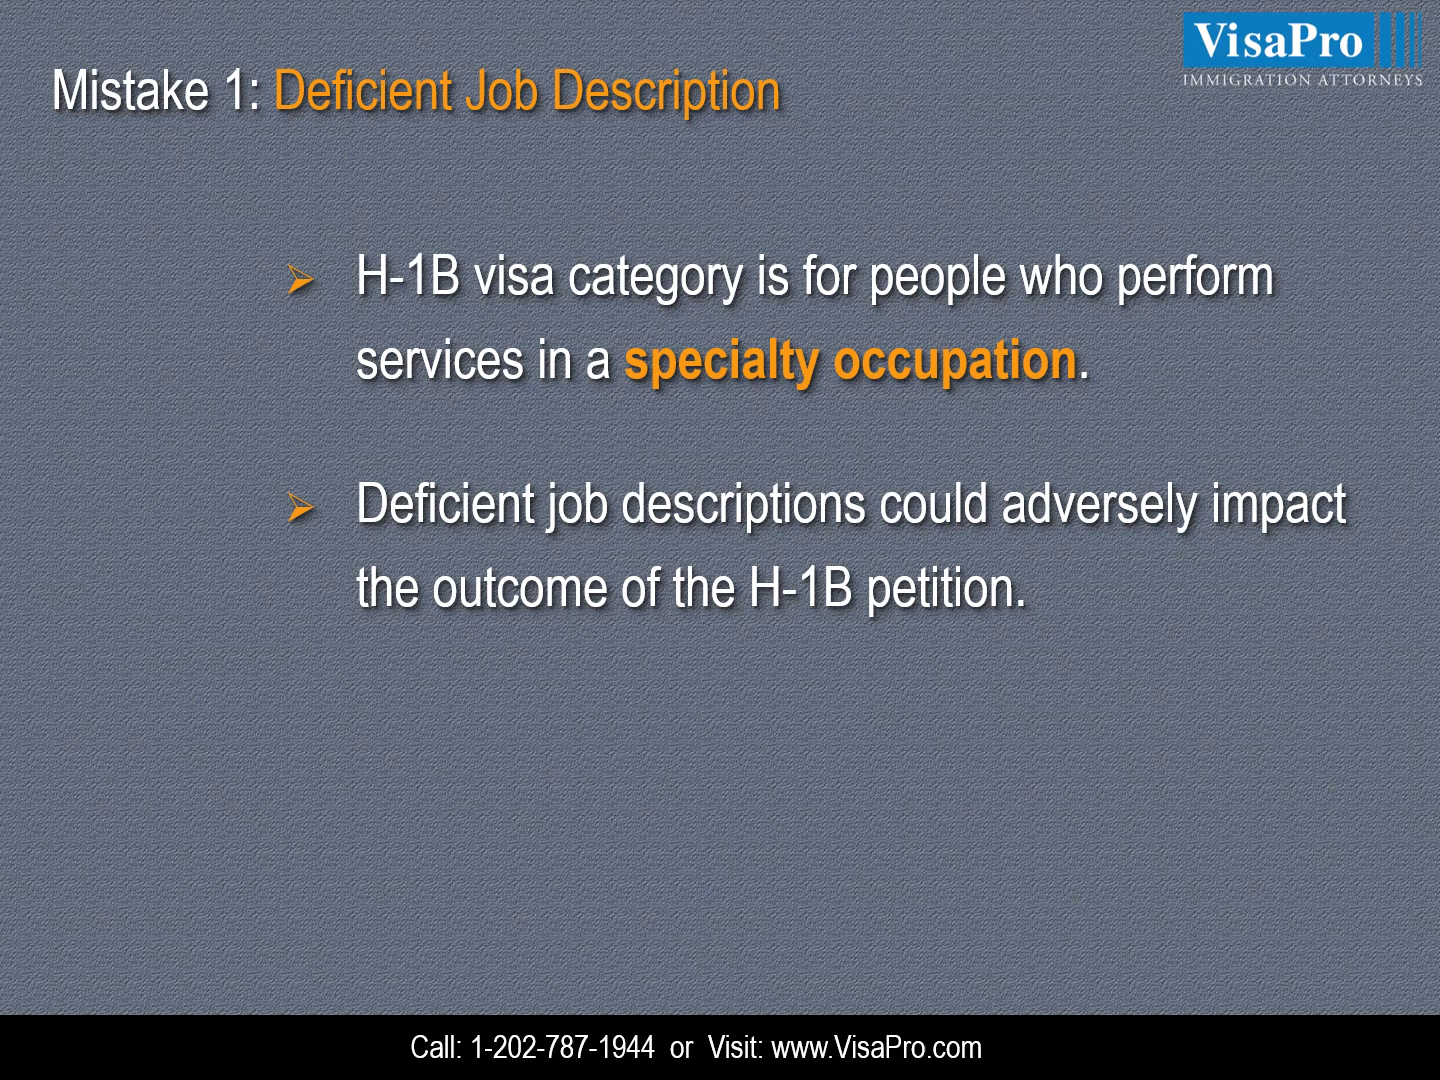 VisaPro
IMMIGRATION ATTORNEYS
Mistake 1: Deficient Job Description
H-1B visa category is for people who perform
services in a specialty occupation.
Deficient job descriptions could adversely impact
the outcome of the H-1B petition.
Call: 1-202-787-1944 or Visit: www.VisaPro.com